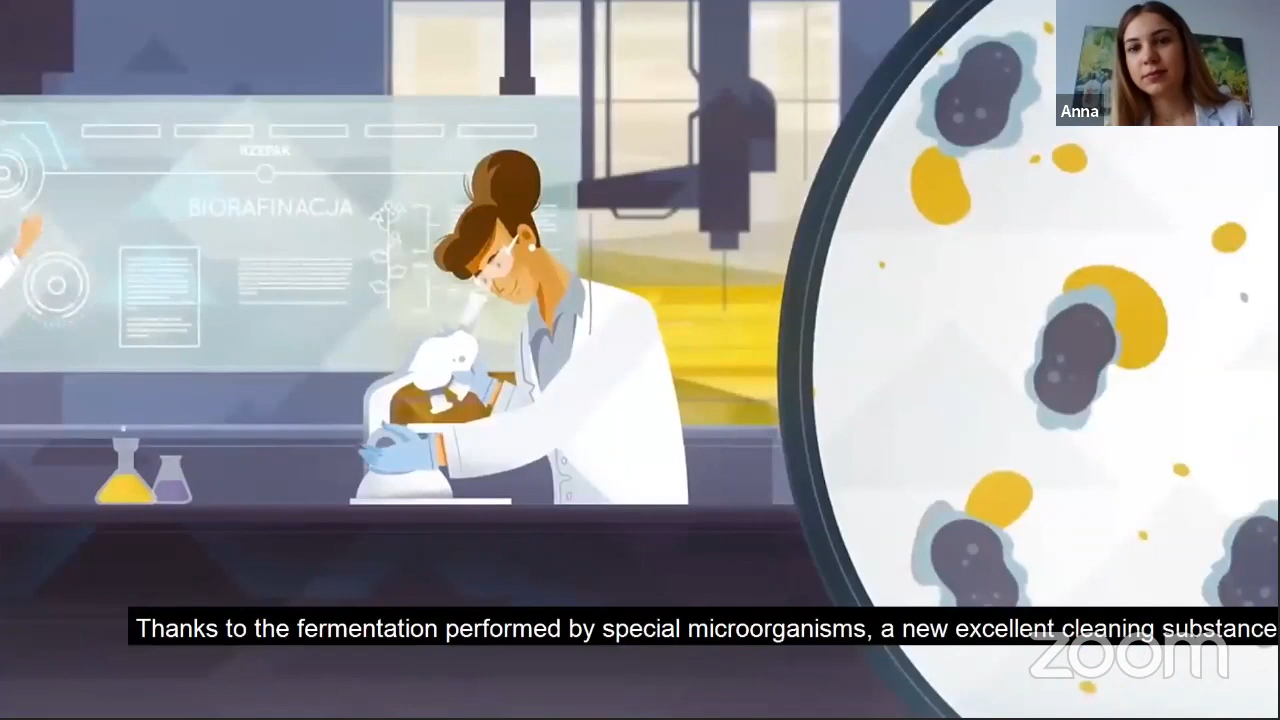 Anna
RZEPAK
BIORAFINACJA
Thanks to the fermentation performed by special microorganisms, a new excellent cleaning substance
zoom